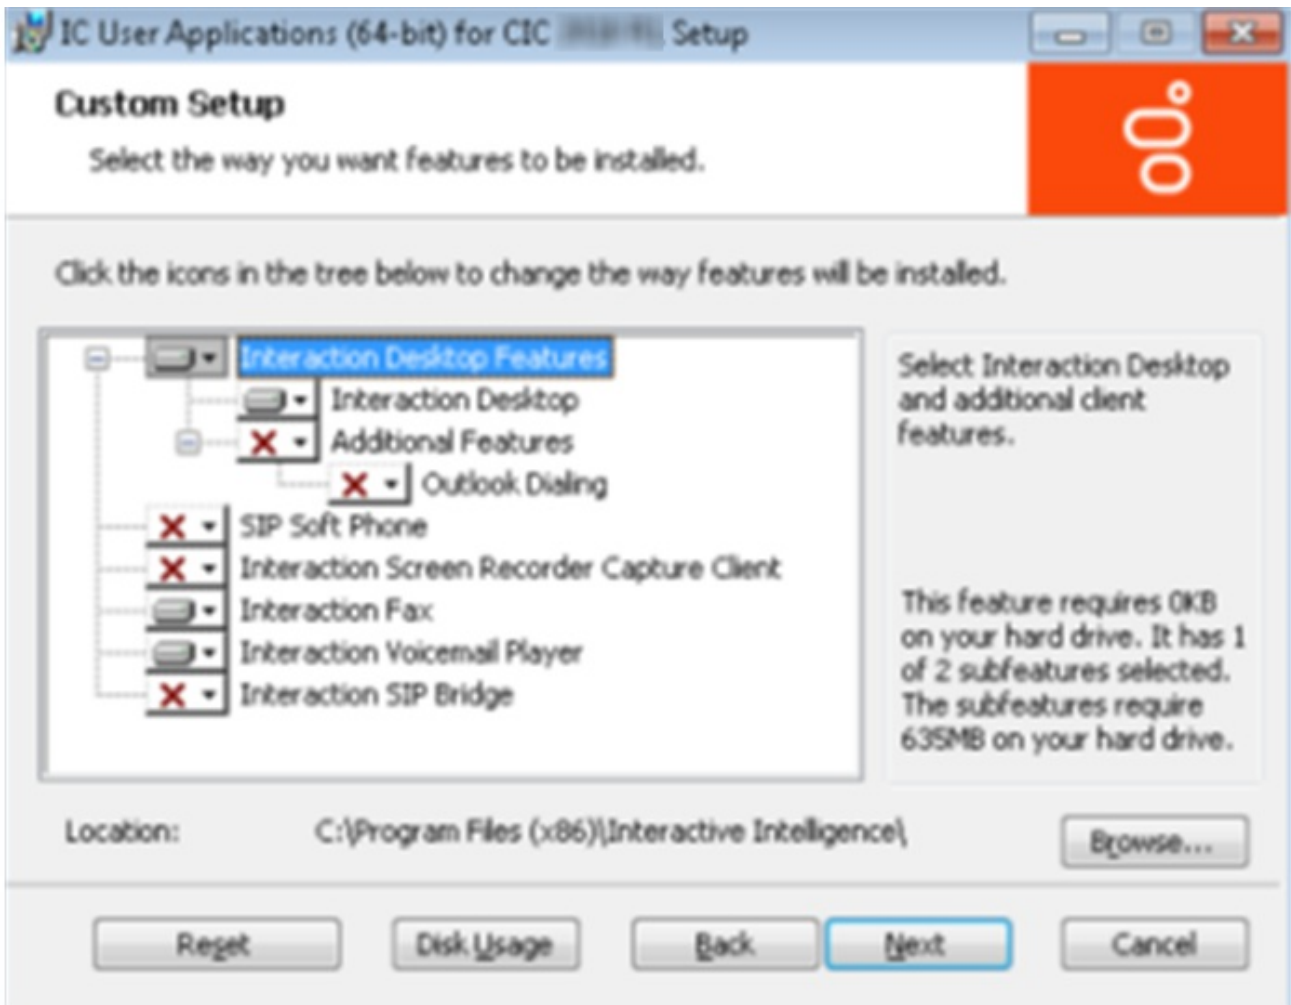 IC User Applications (64-bit) for CIC Setup
Custom Setup
Select the way you want features to be installed.
Click the icons in the tree below to change the way features will be installed.
Interaction Desktop Features
Interaction Desktop
Additional Features
Outlook Dialing
SIP Soft Phone
Interaction Screen Recorder Capture Client
Interaction Fax
Interaction Voicemail Player
Interaction SIP Bridge
Select Interaction Desktop
and additional client
features.
This feature requires 0KB
on your hard drive. It has 1
of 2 subfeatures selected.
The subfeatures require
635MB on your hard drive.
Location: C:\Program Files (x86)\Interactive Intelligence\
Browse...
Reset Disk Usage Back Next Cancel